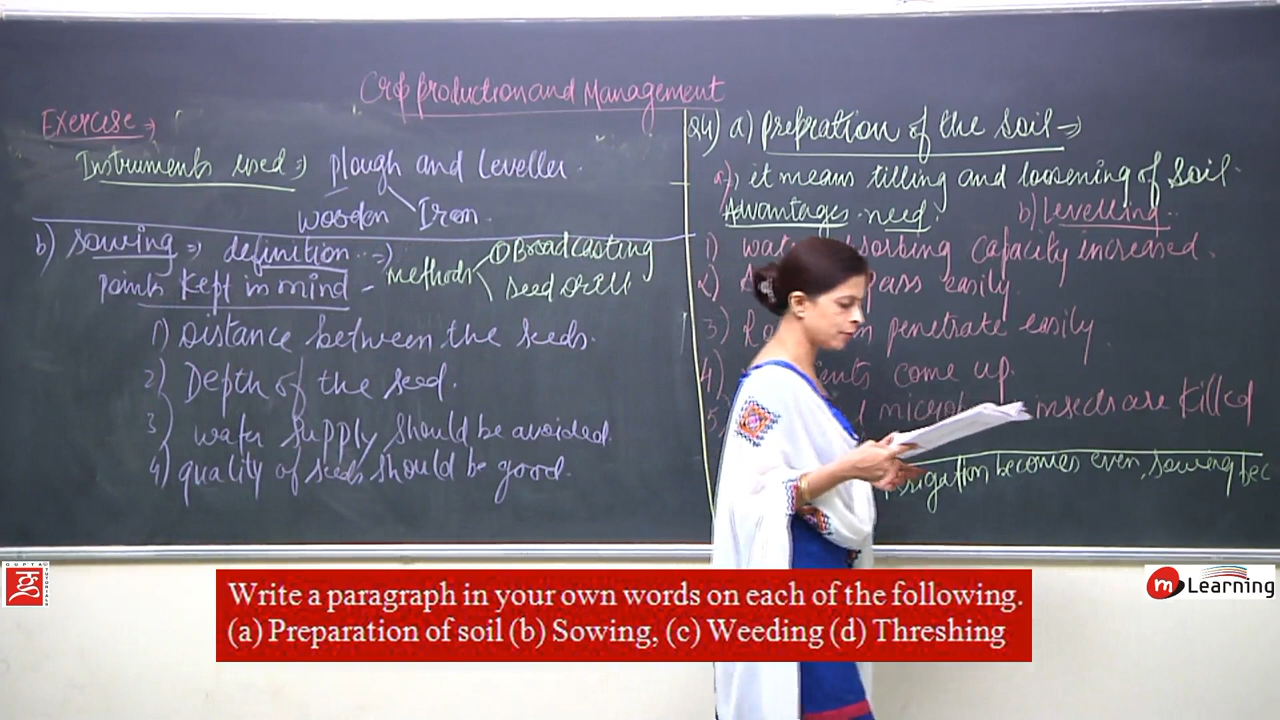 Crop production and Management
Exercise →
Instruments used ⇒ plough and Leveller.
wooden Iron.
b) Sowing ⇒ definition ⇒
methods ① Broadcasting
Seed Drill
points kept in mind -
1) Distance between the seeds.
2) Depth of the seed.
3) water supply should be avoided.
4) quality of seeds should be good.
Q4) a) prepration of the soil ⇒
a) ⇒ it means tilling and loosening of Soil.
Advantages need. b) Levelling
1) absorbing capacity increased.
2) pass easily.
3) penetrate easily
4) come up.
insects are killed
becomes even, sowing bec
GUPTA TUTORIALS
m Learning
Write a paragraph in your own words on each of the following.
(a) Preparation of soil (b) Sowing, (c) Weeding (d) Threshing